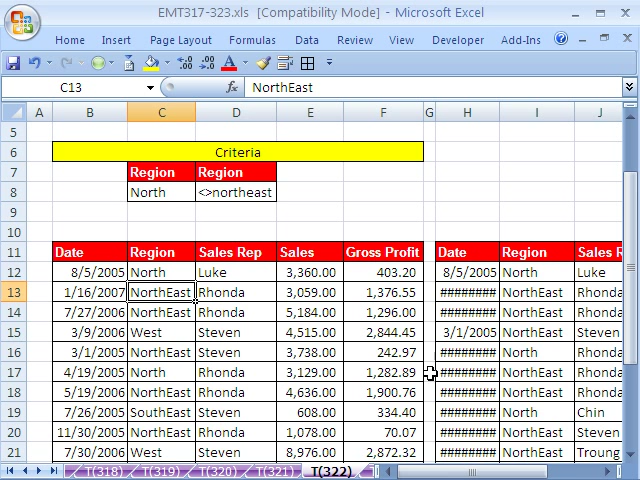 EMT317-323.xls [Compatibility Mode] - Microsoft Excel
Home Insert Page Layout Formulas Data Review View Developer Add-Ins
C13 fx NorthEast
A B C D E F G H I J
5
6 Criteria
7 Region Region
8 North <>northeast
9
10
11 Date Region Sales Rep Sales Gross Profit Date Region Sales R
12 8/5/2005 North Luke 3,360.00 403.20 8/5/2005 North Luke
13 1/16/2007 NorthEast Rhonda 3,059.00 1,376.55 ######## NorthEast Rhonda
14 7/27/2006 NorthEast Rhonda 5,184.00 1,296.00 ######## NorthEast Rhonda
15 3/9/2006 West Steven 4,515.00 2,844.45 3/1/2005 NorthEast Steven
16 3/1/2005 NorthEast Steven 3,738.00 242.97 ######## North Rhonda
17 4/19/2005 North Rhonda 3,129.00 1,282.89 ######## NorthEast Rhonda
18 5/19/2006 NorthEast Rhonda 4,636.00 1,900.76 ######## NorthEast Rhonda
19 7/26/2005 SouthEast Steven 608.00 334.40 ######## North Chin
20 11/30/2005 NorthEast Rhonda 1,078.00 70.07 ######## NorthEast Steven
21 7/30/2006 West Steven 8,976.00 2,872.32 ######## NorthEast Troung
T(318) T(319) T(320) T(321) T(322)